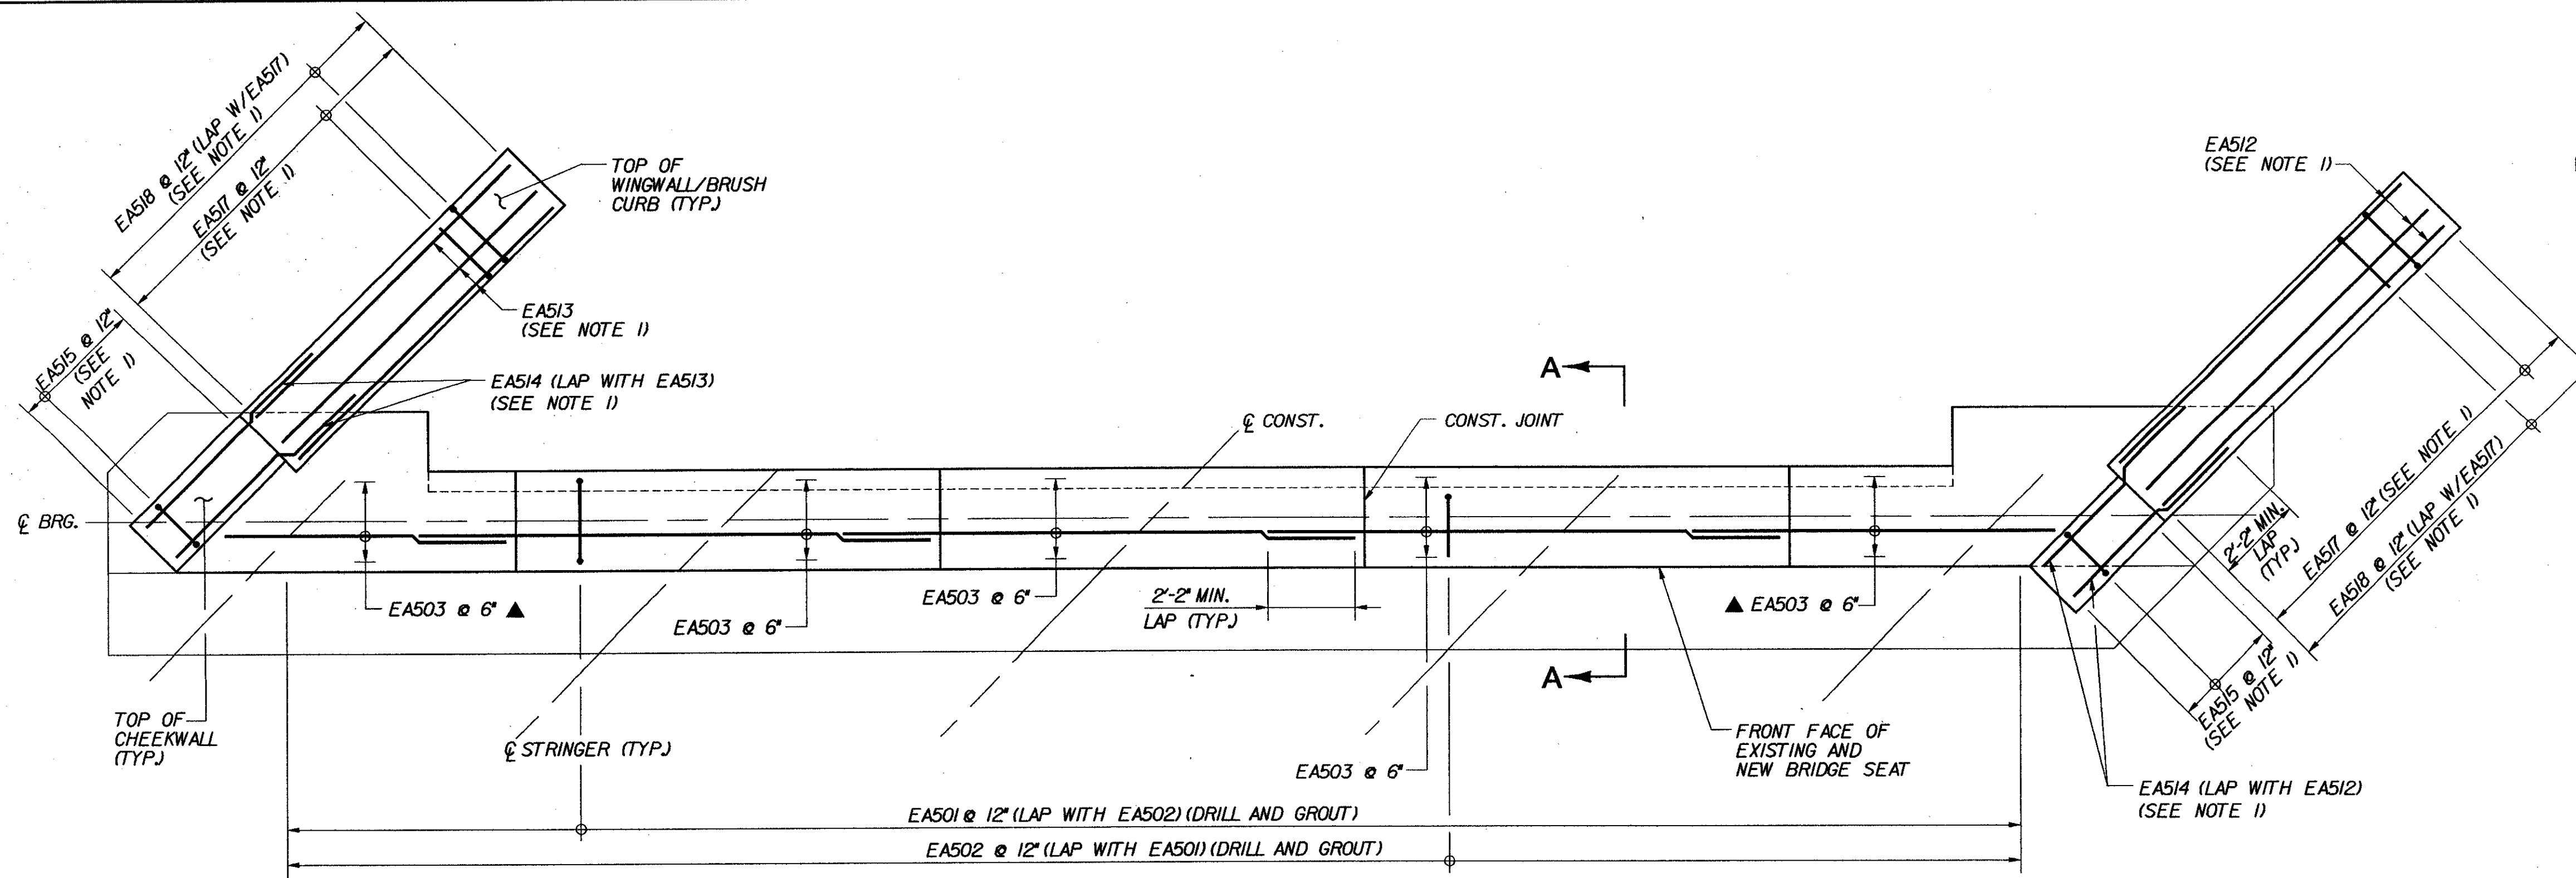 EA518 @ 12" (LAP W/EA517)
(SEE NOTE 1)
EA517 @ 12"
(SEE NOTE 1)
EA515 @ 12"
(SEE
NOTE 1)
TOP OF
WINGWALL/BRUSH
CURB (TYP.)
EA513
(SEE NOTE 1)
EA514 (LAP WITH EA513)
(SEE NOTE 1)
EA512
(SEE NOTE 1)
A
℄ CONST.
CONST. JOINT
℄ BRG.
EA503 @ 6" ▲
EA503 @ 6"
EA503 @ 6"
2'-2" MIN.
LAP (TYP.)
▲ EA503 @ 6"
A
2'-2" MIN.
LAP
(TYP.)
EA517 @ 12" (SEE NOTE 1)
EA518 @ 12" (LAP W/EA517)
(SEE NOTE 1)
EA515 @ 12"
(SEE NOTE 1)
TOP OF
CHEEKWALL
(TYP.)
℄ STRINGER (TYP.)
EA503 @ 6"
FRONT FACE OF
EXISTING AND
NEW BRIDGE SEAT
EA514 (LAP WITH EA512)
(SEE NOTE 1)
EA501 @ 12" (LAP WITH EA502) (DRILL AND GROUT)
EA502 @ 12" (LAP WITH EA501) (DRILL AND GROUT)